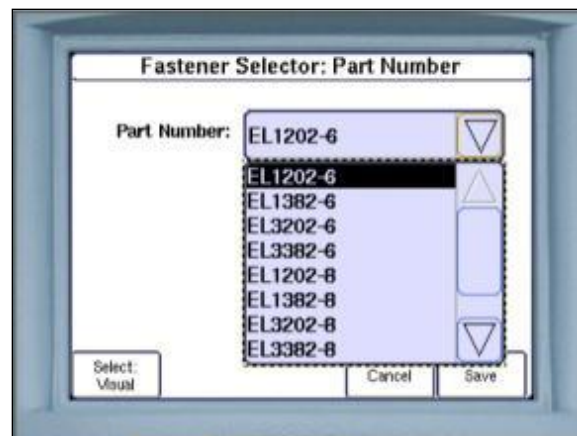 Fastener Selector: Part Number
Part Number: EL1202-6
EL1202-6
EL1382-6
EL3202-6
EL3382-6
EL1202-8
EL1382-8
EL3202-8
EL3382-8
Select: Visual
Cancel
Save